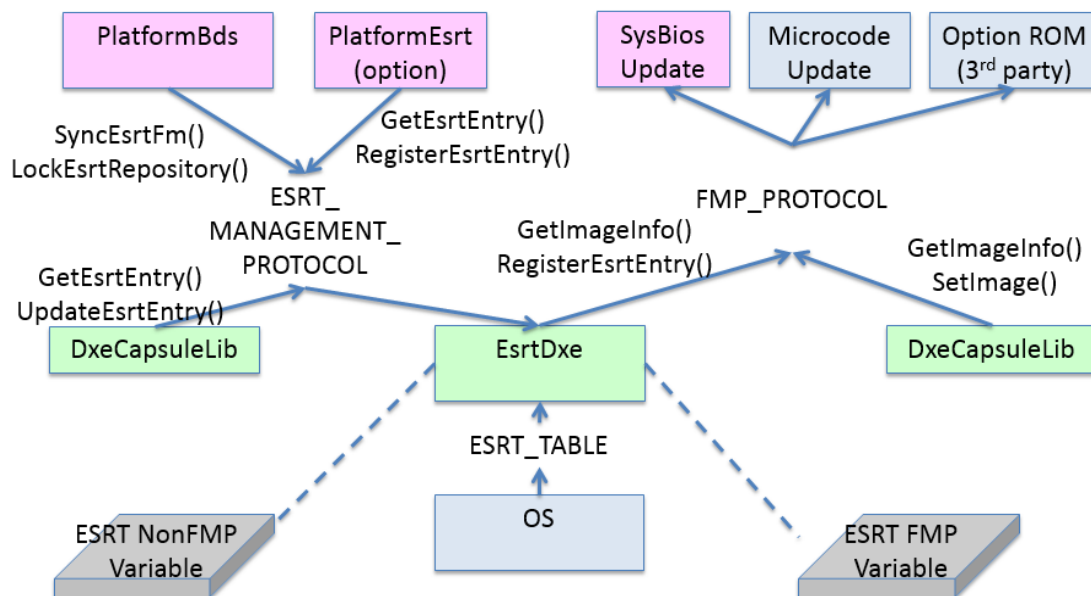 PlatformBds
PlatformEsrt
(option)
SysBios
Update
Microcode
Update
Option ROM
(3rd party)
SyncEsrtFm()
LockEsrtRepository()
GetEsrtEntry()
RegisterEsrtEntry()
ESRT_
MANAGEMENT_
PROTOCOL
FMP_PROTOCOL
GetEsrtEntry()
UpdateEsrtEntry()
GetImageInfo()
RegisterEsrtEntry()
GetImageInfo()
SetImage()
DxeCapsuleLib
EsrtDxe
DxeCapsuleLib
ESRT_TABLE
OS
ESRT NonFMP
Variable
ESRT FMP
Variable